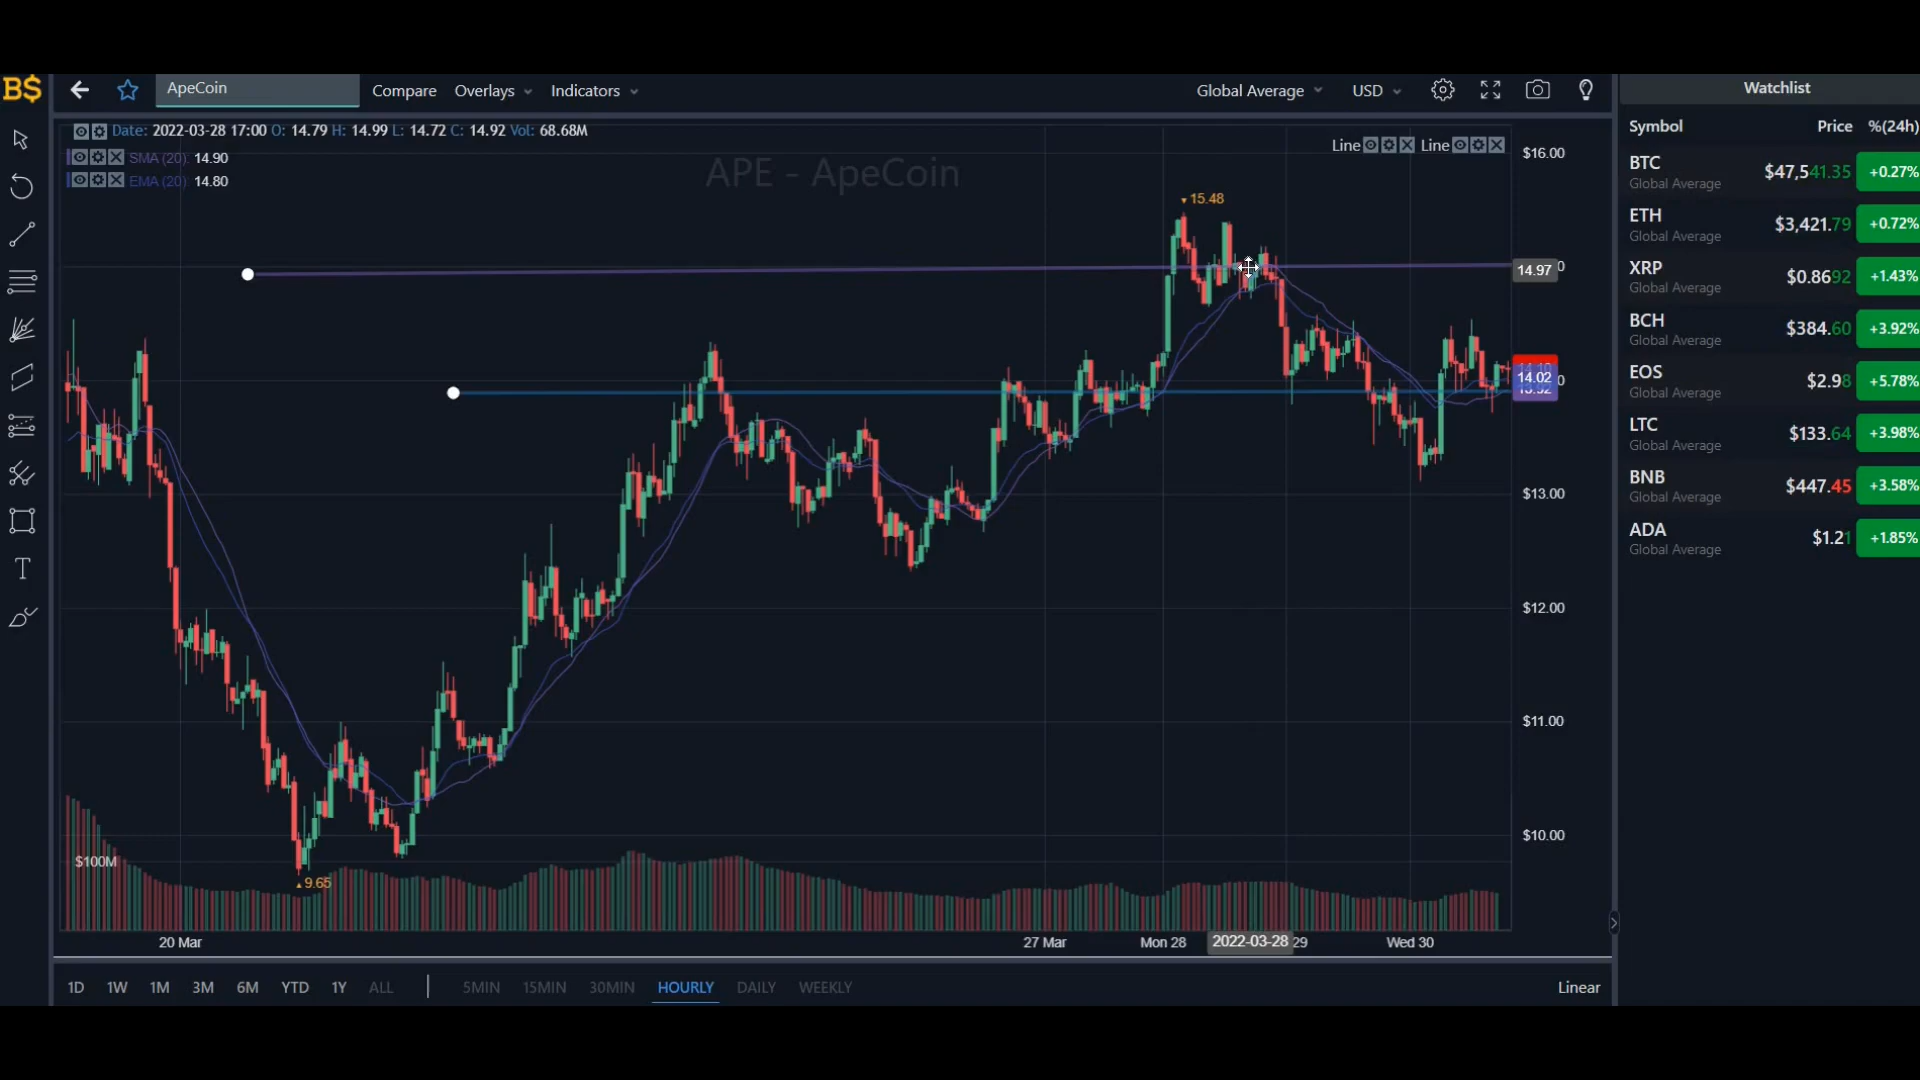 B$
ApeCoin
Compare Overlays Indicators Global Average USD
Date: 2022-03-28 17:00 O: 14.79 H: 14.99 L: 14.72 C: 14.92 Vol: 68.68M
SMA (20): 14.90
EMA (20): 14.80
Line Line
APE - ApeCoin
15.48
9.65
$16.00
14.97
14.02
$13.00
$12.00
$11.00
$10.00
$100M
20 Mar 27 Mar Mon 28 2022-03-28 29 Wed 30
1D 1W 1M 3M 6M YTD 1Y ALL 5MIN 15MIN 30MIN HOURLY DAILY WEEKLY Linear
Watchlist
Symbol Price %(24h)
BTC $47,541.35 +0.27%
Global Average
ETH $3,421.79 +0.72%
Global Average
XRP $0.8692 +1.43%
Global Average
BCH $384.60 +3.92%
Global Average
EOS $2.98 +5.78%
Global Average
LTC $133.64 +3.98%
Global Average
BNB $447.45 +3.58%
Global Average
ADA $1.21 +1.85%
Global Average